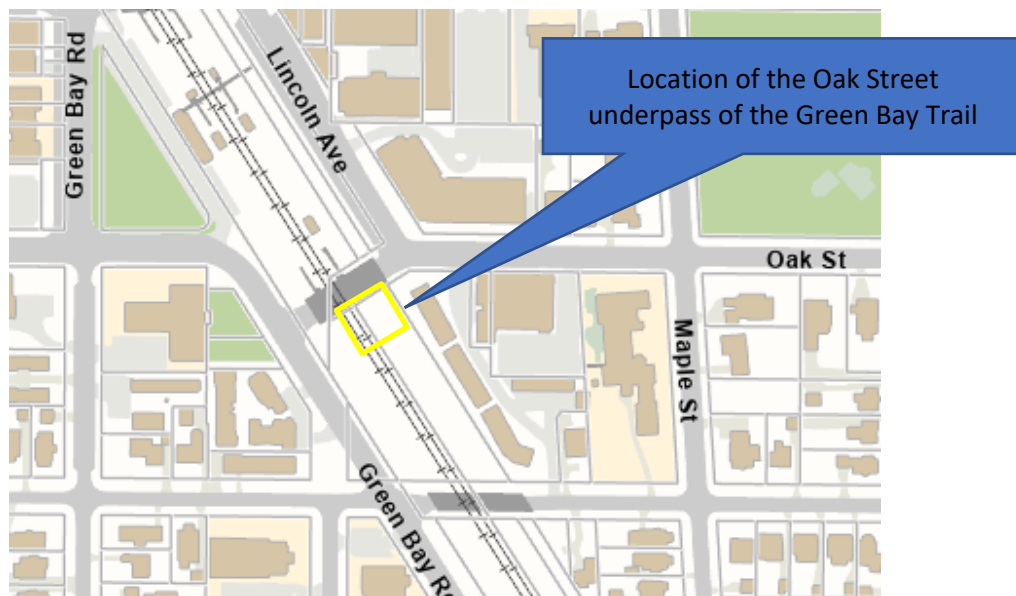 Green Bay Rd
Lincoln Ave
Location of the Oak Street
underpass of the Green Bay Trail
Oak St
Maple St
Green Bay Rd